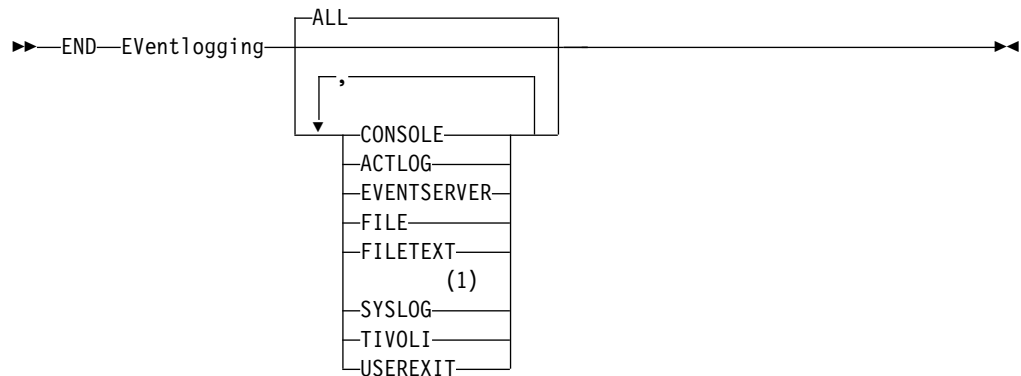 ALL
END EVentlogging
,
CONSOLE
ACTLOG
EVENTSERVER
FILE
FILETEXT
(1)
SYSLOG
TIVOLI
USEREXIT